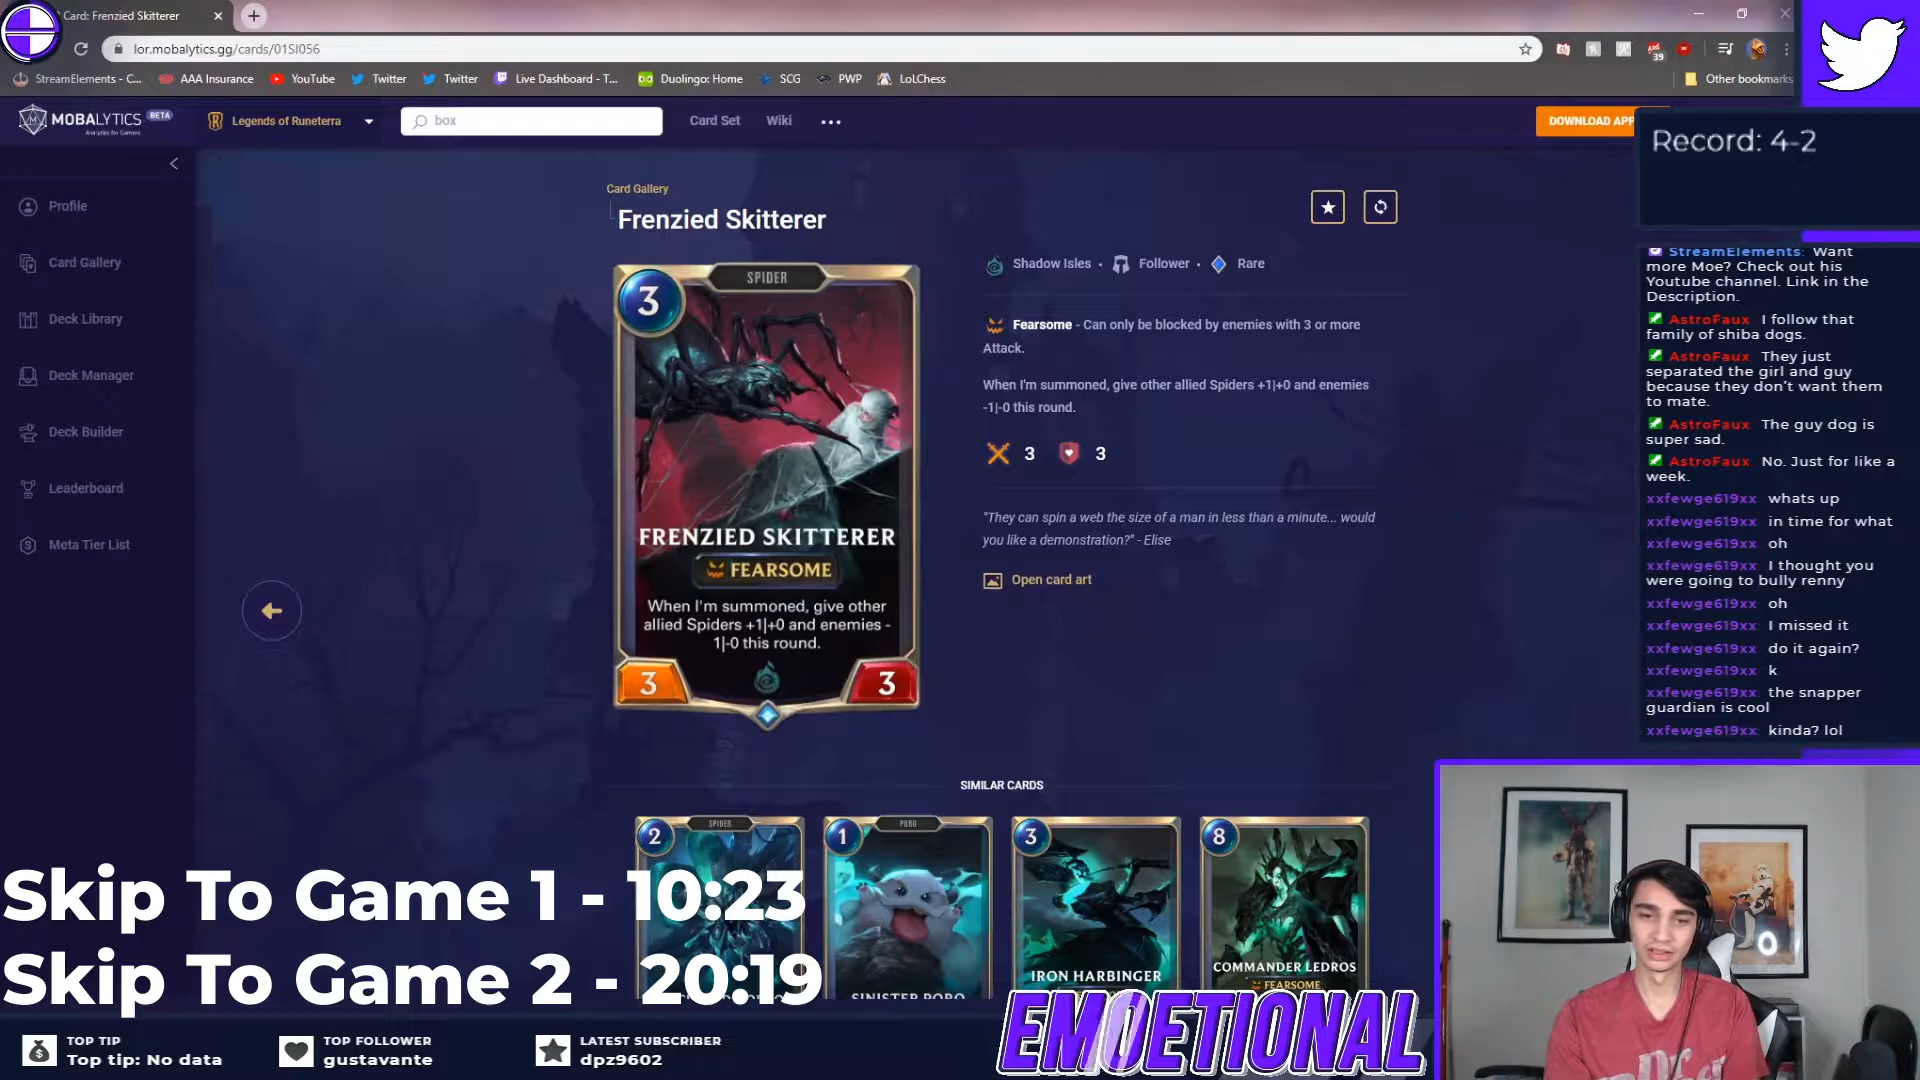 Card: Frenzied Skitterer
lor.mobalytics.gg/cards/01SI056
39
StreamElements - C...
AAA Insurance
YouTube
Twitter
Twitter
Live Dashboard - T...
Duolingo: Home
SCG
PWP
LoLChess
Other bookmarks
MOBALYTICS BETA
Analytics for Gamers
Legends of Runeterra
box
Card Set
Wiki
DOWNLOAD APP
Record: 4-2
Profile
Card Gallery
Deck Library
Deck Manager
Deck Builder
Leaderboard
Meta Tier List
Card Gallery
Frenzied Skitterer
3
SPIDER
FRENZIED SKITTERER
FEARSOME
When I'm summoned, give other
allied Spiders +1|+0 and enemies -
1|-0 this round.
3
3
Shadow Isles
Follower
Rare
Fearsome - Can only be blocked by enemies with 3 or more
Attack.
When I'm summoned, give other allied Spiders +1|+0 and enemies
-1|-0 this round.
3
3
"They can spin a web the size of a man in less than a minute... would
you like a demonstration?" - Elise
Open card art
SIMILAR CARDS
2
SPIDER
1
PORO
SINISTER PORO
3
IRON HARBINGER
8
COMMANDER LEDROS
FEARSOME
StreamElements: Want
more Moe? Check out his
Youtube channel. Link in the
Description.
AstroFaux: I follow that
family of shiba dogs.
AstroFaux: They just
separated the girl and guy
because they don't want them
to mate.
AstroFaux: The guy dog is
super sad.
AstroFaux: No. Just for like a
week.
xxfewge619xx: whats up
xxfewge619xx: in time for what
xxfewge619xx: oh
xxfewge619xx: I thought you
were going to bully renny
xxfewge619xx: oh
xxfewge619xx: I missed it
xxfewge619xx: do it again?
xxfewge619xx: k
xxfewge619xx: the snapper
guardian is cool
xxfewge619xx: kinda? lol
Skip To Game 1 - 10:23
Skip To Game 2 - 20:19
TOP TIP
Top tip: No data
TOP FOLLOWER
gustavante
LATEST SUBSCRIBER
dpz9602
EMOETIONAL